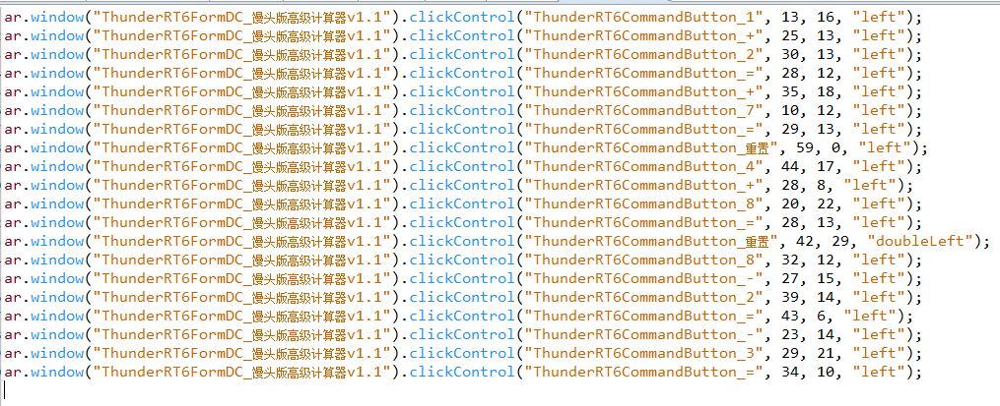 ar.window("ThunderRT6FormDC_馒头版高级计算器v1.1").clickControl("ThunderRT6CommandButton_1", 13, 16, "left");
ar.window("ThunderRT6FormDC_馒头版高级计算器v1.1").clickControl("ThunderRT6CommandButton_+", 25, 13, "left");
ar.window("ThunderRT6FormDC_馒头版高级计算器v1.1").clickControl("ThunderRT6CommandButton_2", 30, 13, "left");
ar.window("ThunderRT6FormDC_馒头版高级计算器v1.1").clickControl("ThunderRT6CommandButton_=", 28, 12, "left");
ar.window("ThunderRT6FormDC_馒头版高级计算器v1.1").clickControl("ThunderRT6CommandButton_+", 35, 18, "left");
ar.window("ThunderRT6FormDC_馒头版高级计算器v1.1").clickControl("ThunderRT6CommandButton_7", 10, 12, "left");
ar.window("ThunderRT6FormDC_馒头版高级计算器v1.1").clickControl("ThunderRT6CommandButton_=", 29, 13, "left");
ar.window("ThunderRT6FormDC_馒头版高级计算器v1.1").clickControl("ThunderRT6CommandButton_重置", 59, 0, "left");
ar.window("ThunderRT6FormDC_馒头版高级计算器v1.1").clickControl("ThunderRT6CommandButton_4", 44, 17, "left");
ar.window("ThunderRT6FormDC_馒头版高级计算器v1.1").clickControl("ThunderRT6CommandButton_+", 28, 8, "left");
ar.window("ThunderRT6FormDC_馒头版高级计算器v1.1").clickControl("ThunderRT6CommandButton_8", 20, 22, "left");
ar.window("ThunderRT6FormDC_馒头版高级计算器v1.1").clickControl("ThunderRT6CommandButton_=", 28, 13, "left");
ar.window("ThunderRT6FormDC_馒头版高级计算器v1.1").clickControl("ThunderRT6CommandButton_重置", 42, 29, "doubleLeft");
ar.window("ThunderRT6FormDC_馒头版高级计算器v1.1").clickControl("ThunderRT6CommandButton_8", 32, 12, "left");
ar.window("ThunderRT6FormDC_馒头版高级计算器v1.1").clickControl("ThunderRT6CommandButton_-", 27, 15, "left");
ar.window("ThunderRT6FormDC_馒头版高级计算器v1.1").clickControl("ThunderRT6CommandButton_2", 39, 14, "left");
ar.window("ThunderRT6FormDC_馒头版高级计算器v1.1").clickControl("ThunderRT6CommandButton_=", 43, 6, "left");
ar.window("ThunderRT6FormDC_馒头版高级计算器v1.1").clickControl("ThunderRT6CommandButton_-", 23, 14, "left");
ar.window("ThunderRT6FormDC_馒头版高级计算器v1.1").clickControl("ThunderRT6CommandButton_3", 29, 21, "left");
ar.window("ThunderRT6FormDC_馒头版高级计算器v1.1").clickControl("ThunderRT6CommandButton_=", 34, 10, "left");